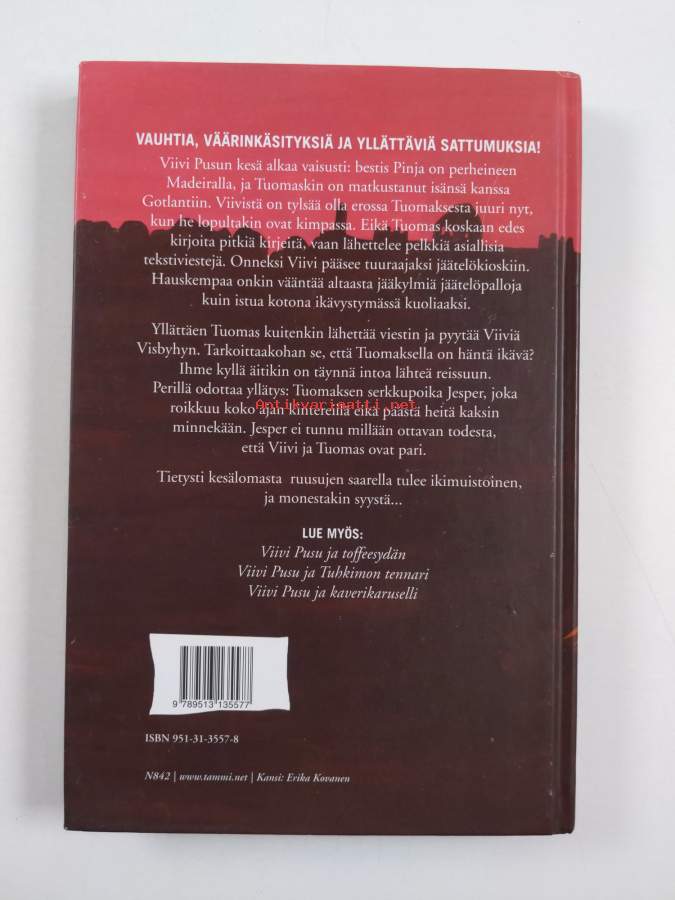 VAUHTIA, VÄÄRINKÄSITYKSIÄ JA YLLÄTTÄVIÄ SATTUMUKSIA!
Viivi Pusun kesä alkaa vaisusti: bestis Pinja on perheineen
Madeiralla, ja Tuomaskin on matkustanut isänsä kanssa
Gotlantiin. Viivistä on tylsää olla erossa Tuomaksesta juuri nyt,
kun he lopultakin ovat kimpassa. Eikä Tuomas koskaan edes
kirjoita pitkiä kirjeitä, vaan lähettelee pelkkiä asiallisia
tekstiviestejä. Onneksi Viivi pääsee tuuraajaksi jäätelökioskiin.
Hauskempaa onkin vääntää altaasta jääkylmiä jäätelöpalloja
kuin istua kotona ikävystymässä kuoliaaksi.
Yllättäen Tuomas kuitenkin lähettää viestin ja pyytää Viiviä
Visbyhyn. Tarkoittaakohan se, että Tuomaksella on häntä ikävä?
Ihme kyllä äitikin on täynnä intoa lähteä reissuun.
Perillä odottaa yllätys: Tuomaksen serkkupoika Jesper, joka
Antikvariaatti.net
roikkuu koko ajan kintereillä eikä päästä heitä kaksin
minnekään. Jesper ei tunnu millään ottavan todesta,
että Viivi ja Tuomas ovat pari.
Tietysti kesälomasta ruusujen saarella tulee ikimuistoinen,
ja monestakin syystä...
LUE MYÖS:
Viivi Pusu ja toffeesydän
Viivi Pusu ja Tuhkimon tennari
Viivi Pusu ja kaverikaruselli
9 789513 135577
ISBN 951-31-3557-8
N842 | www.tammi.net | Kansi: Erika Kovanen